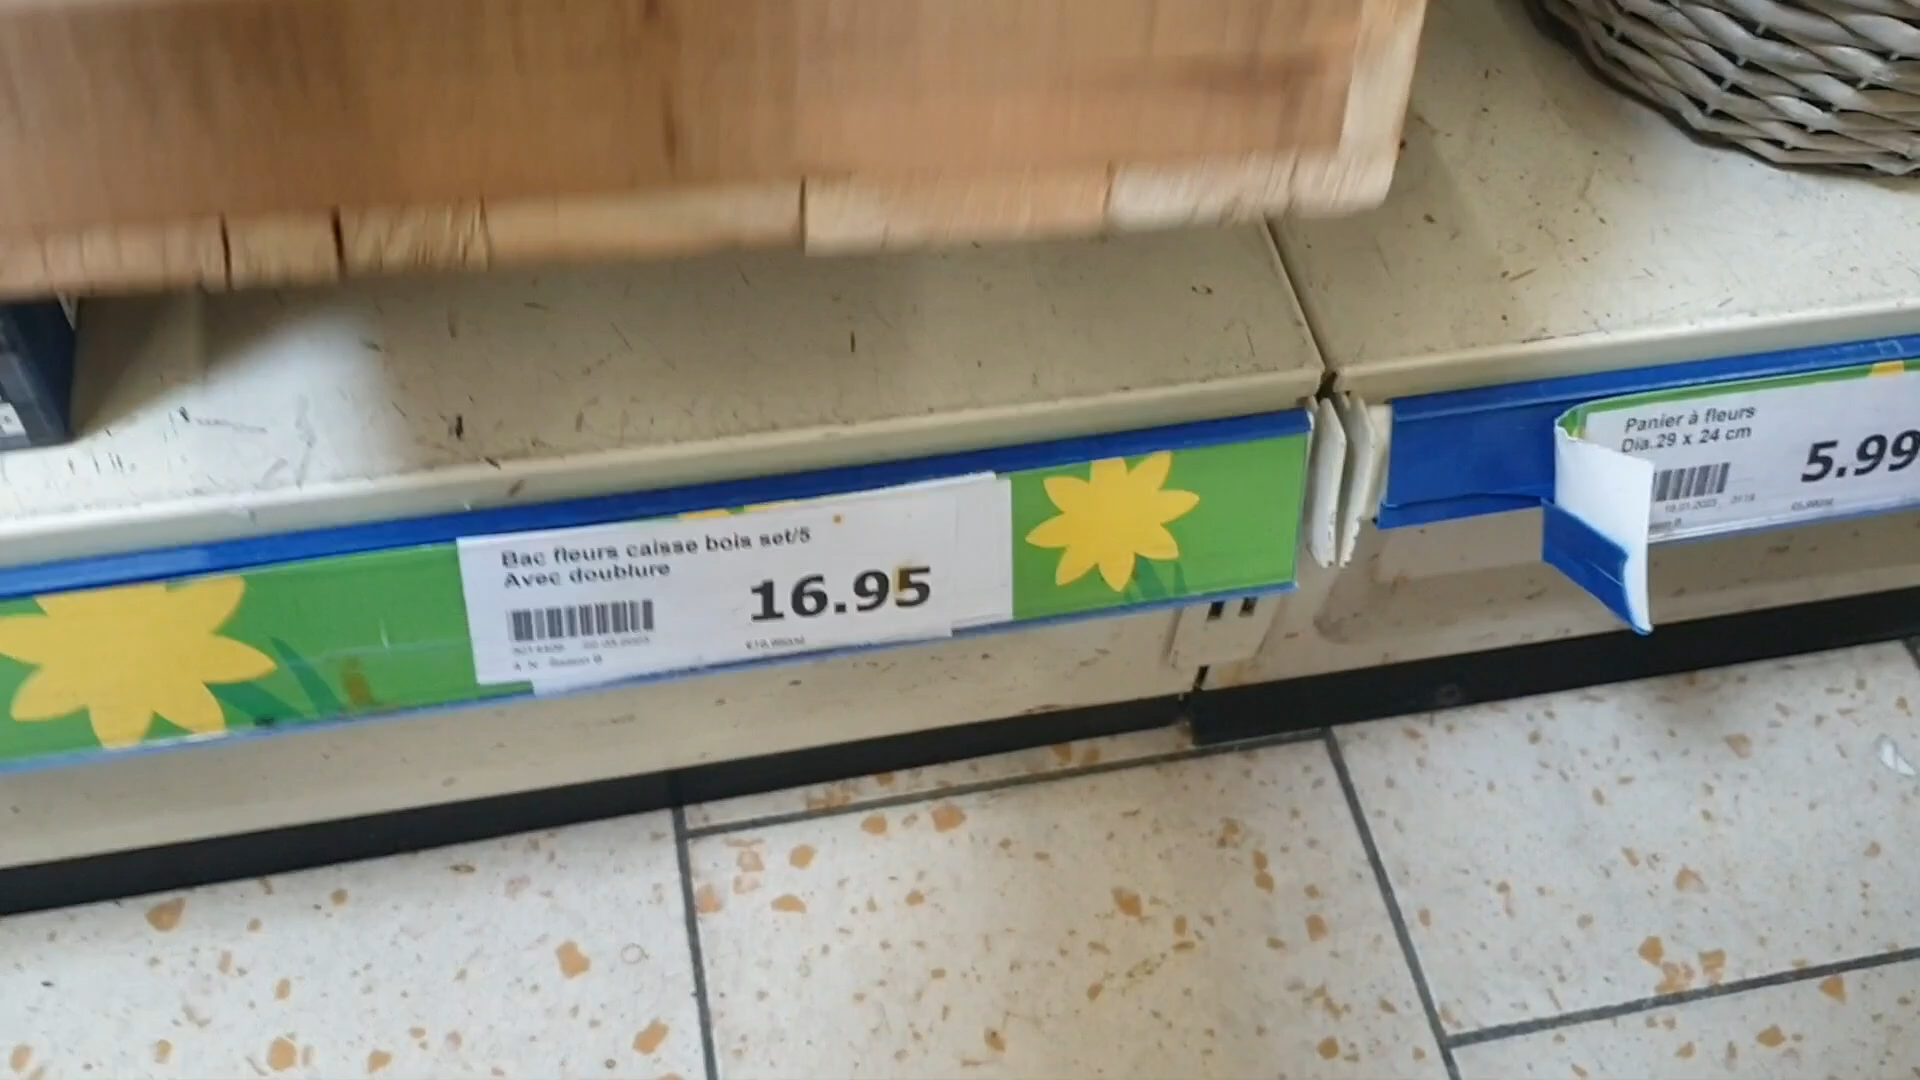 Bac fleurs caisse bois set/5
Avec doublure
16.95
Panier à fleurs
Dia.29 x 24 cm
5.99